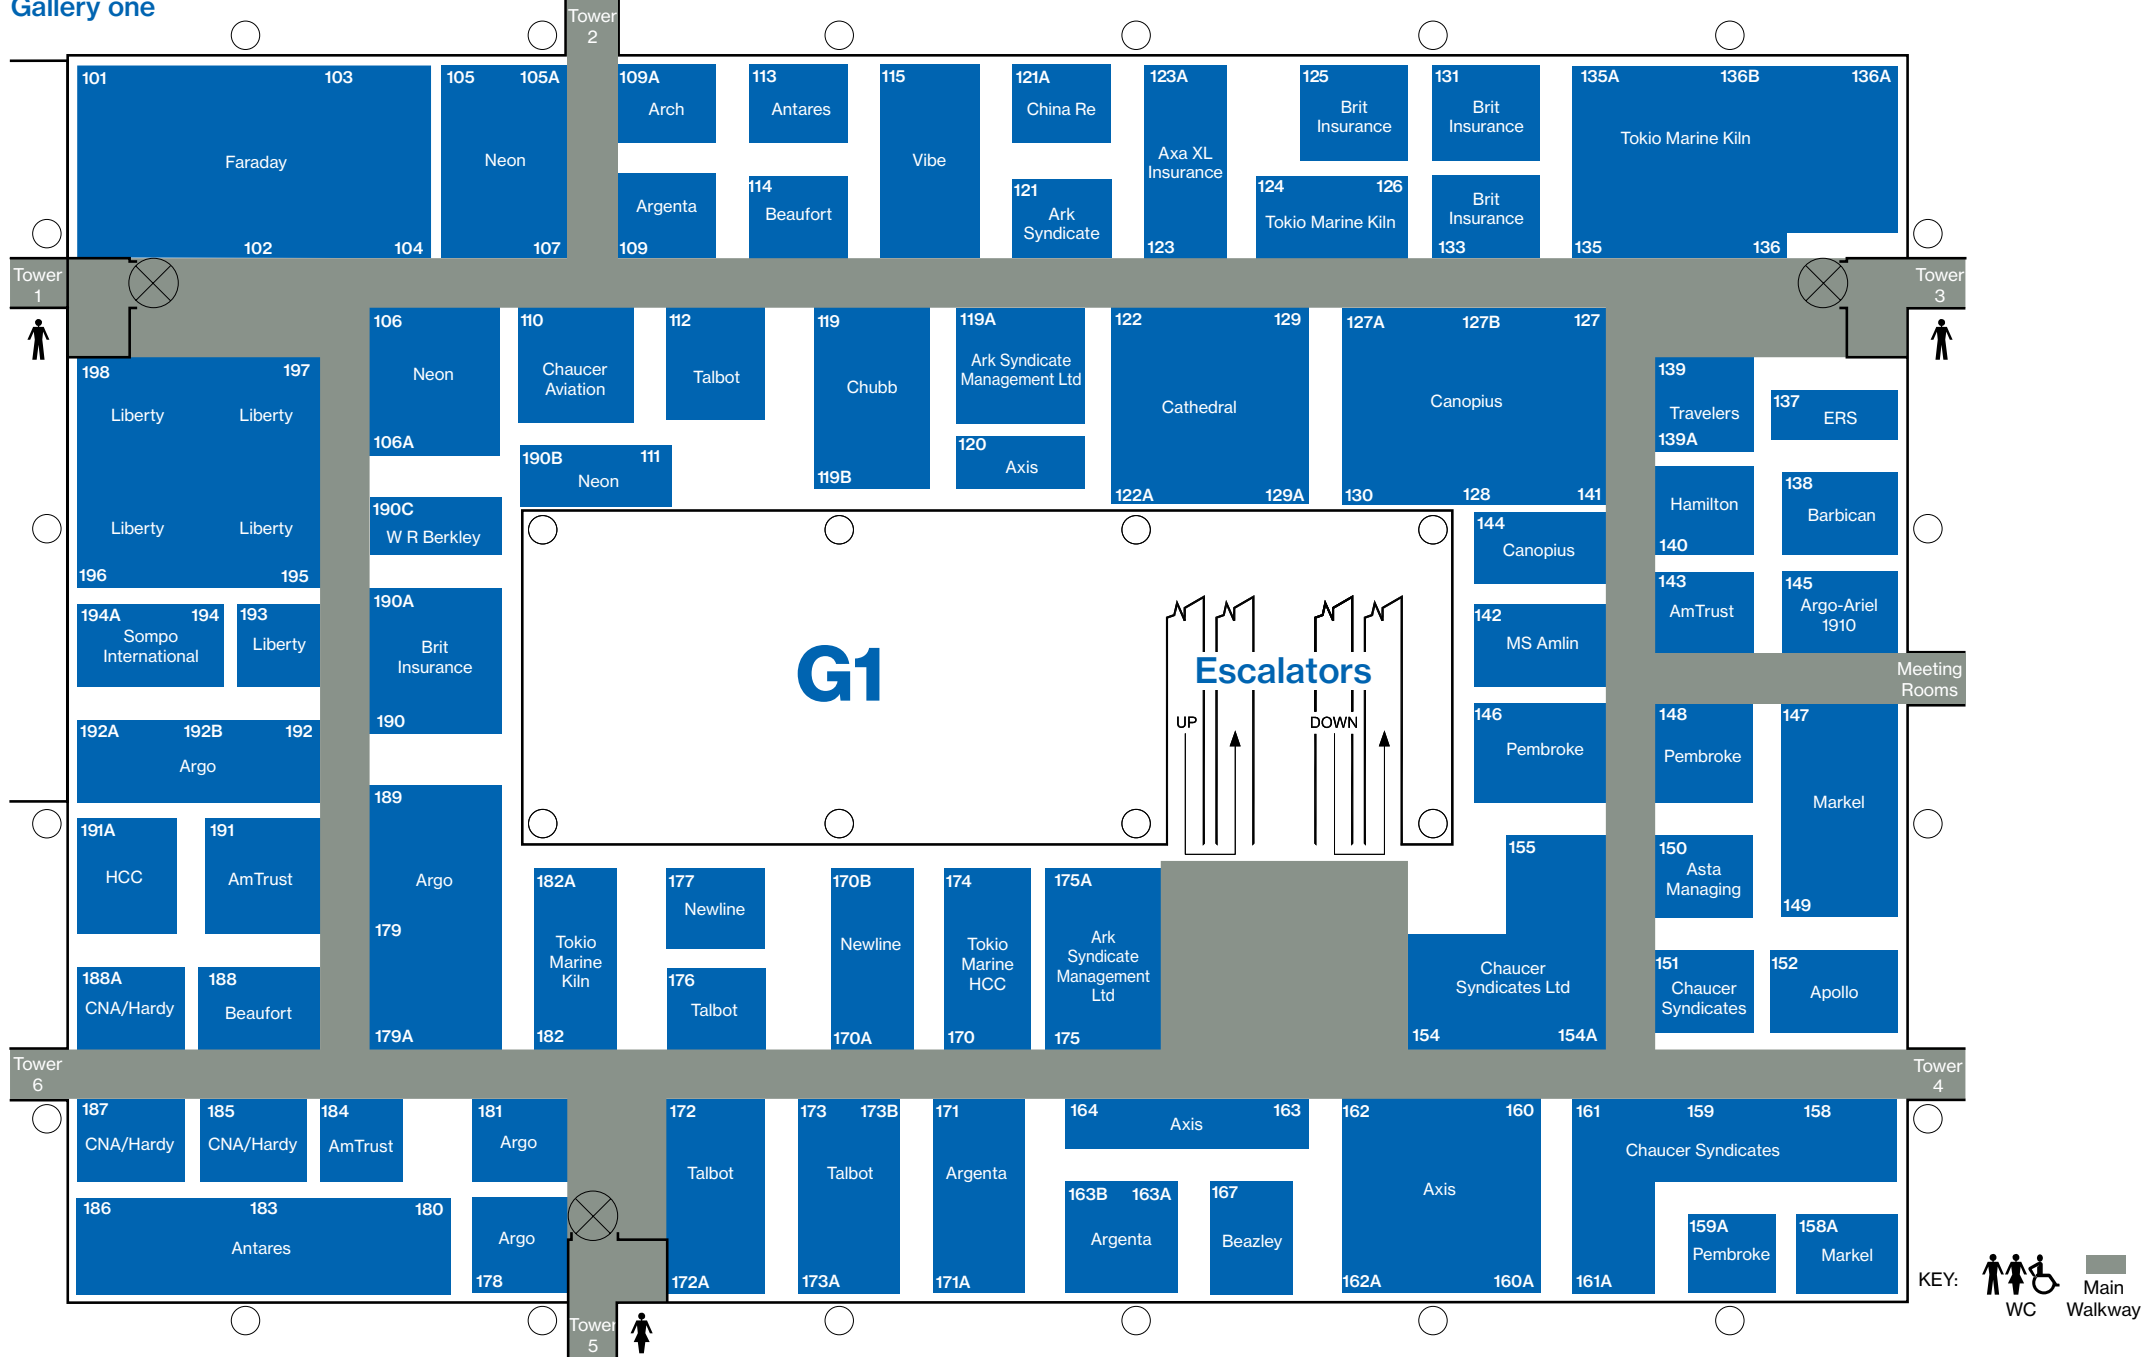 Gallery one
Tower
2
101
103
105
105A
109A
Arch
113
Antares
115
121A
China Re
123A
125
Brit
Insurance
131
Brit
Insurance
135A
136B
136A
Faraday
Neon
Vibe
Axa XL
Insurance
Tokio Marine Kiln
Argenta
109
114
Beaufort
121
Ark
Syndicate
123
124
126
Tokio Marine Kiln
Brit
Insurance
133
135
136
102
104
107
Tower
1
Tower
3
106
Neon
106A
110
Chaucer
Aviation
112
Talbot
119
Chubb
119B
119A
Ark Syndicate
Management Ltd
120
Axis
122
129
Cathedral
122A
129A
127A
127B
127
Canopius
130
128
141
139
Travelers
139A
137
ERS
198
197
Liberty
Liberty
Liberty
Liberty
196
195
190B
111
Neon
190C
W R Berkley
144
Canopius
Hamilton
140
138
Barbican
194A
194
Sompo
International
193
Liberty
190A
Brit
Insurance
190
G1
Escalators
UP
DOWN
142
MS Amlin
143
AmTrust
145
Argo-Ariel
1910
Meeting
Rooms
192A
192B
192
Argo
146
Pembroke
148
Pembroke
147
Markel
149
191A
HCC
191
AmTrust
189
Argo
179
179A
182A
Tokio
Marine
Kiln
182
177
Newline
176
Talbot
170B
Newline
170A
174
Tokio
Marine
HCC
170
175A
Ark
Syndicate
Management
Ltd
175
155
Chaucer
Syndicates Ltd
154
154A
150
Asta
Managing
151
Chaucer
Syndicates
152
Apollo
188A
CNA/Hardy
188
Beaufort
Tower
6
Tower
4
187
CNA/Hardy
185
CNA/Hardy
184
AmTrust
181
Argo
172
Talbot
172A
173
173B
Talbot
173A
171
Argenta
171A
164
163
Axis
162
160
Axis
162A
160A
161
159
158
Chaucer Syndicates
161A
186
183
180
Antares
Argo
178
163B
163A
Argenta
167
Beazley
159A
Pembroke
158A
Markel
Tower
5
KEY:
WC
Main
Walkway